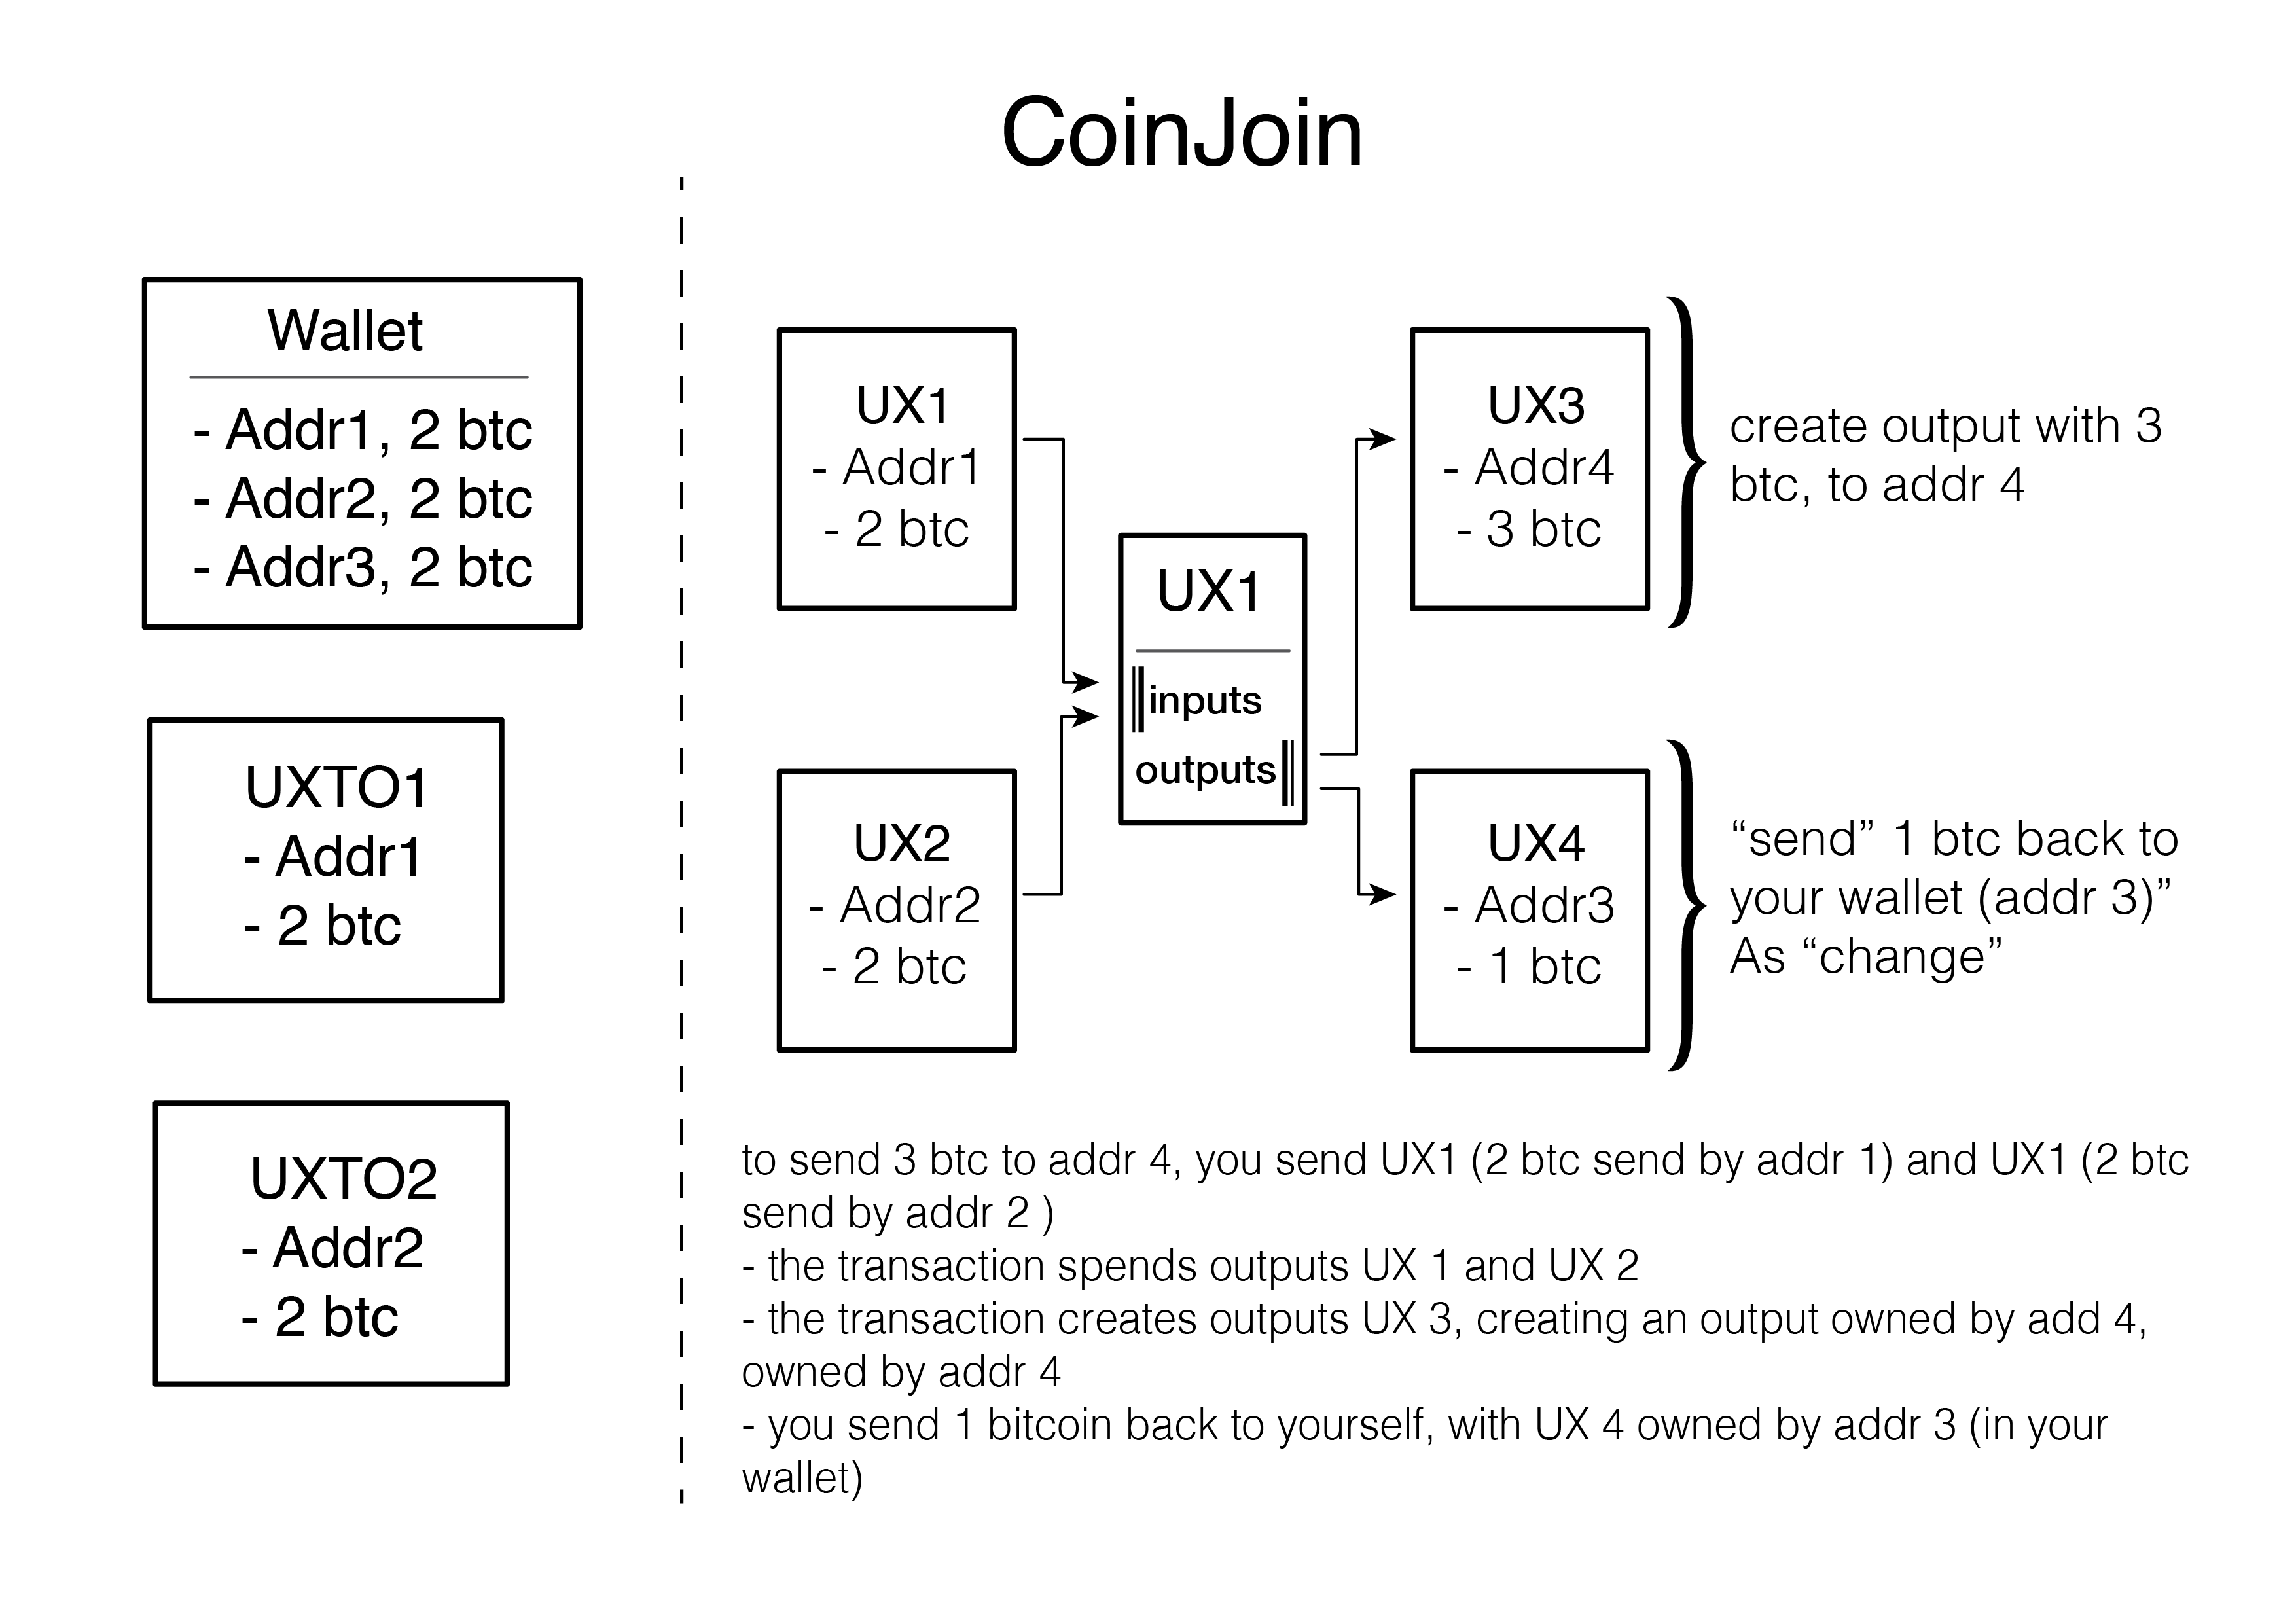 CoinJoin
Wallet
- Addr1, 2 btc
- Addr2, 2 btc
- Addr3, 2 btc
UXTO1
- Addr1
- 2 btc
UXTO2
- Addr2
- 2 btc
UX1
- Addr1
- 2 btc
UX2
- Addr2
- 2 btc
UX1
inputs
outputs
UX3
- Addr4
- 3 btc
create output with 3
btc, to addr 4
UX4
- Addr3
- 1 btc
“send” 1 btc back to
your wallet (addr 3)”
As “change”
to send 3 btc to addr 4, you send UX1 (2 btc send by addr 1) and UX1 (2 btc
send by addr 2 )
- the transaction spends outputs UX 1 and UX 2
- the transaction creates outputs UX 3, creating an output owned by add 4,
owned by addr 4
- you send 1 bitcoin back to yourself, with UX 4 owned by addr 3 (in your
wallet)